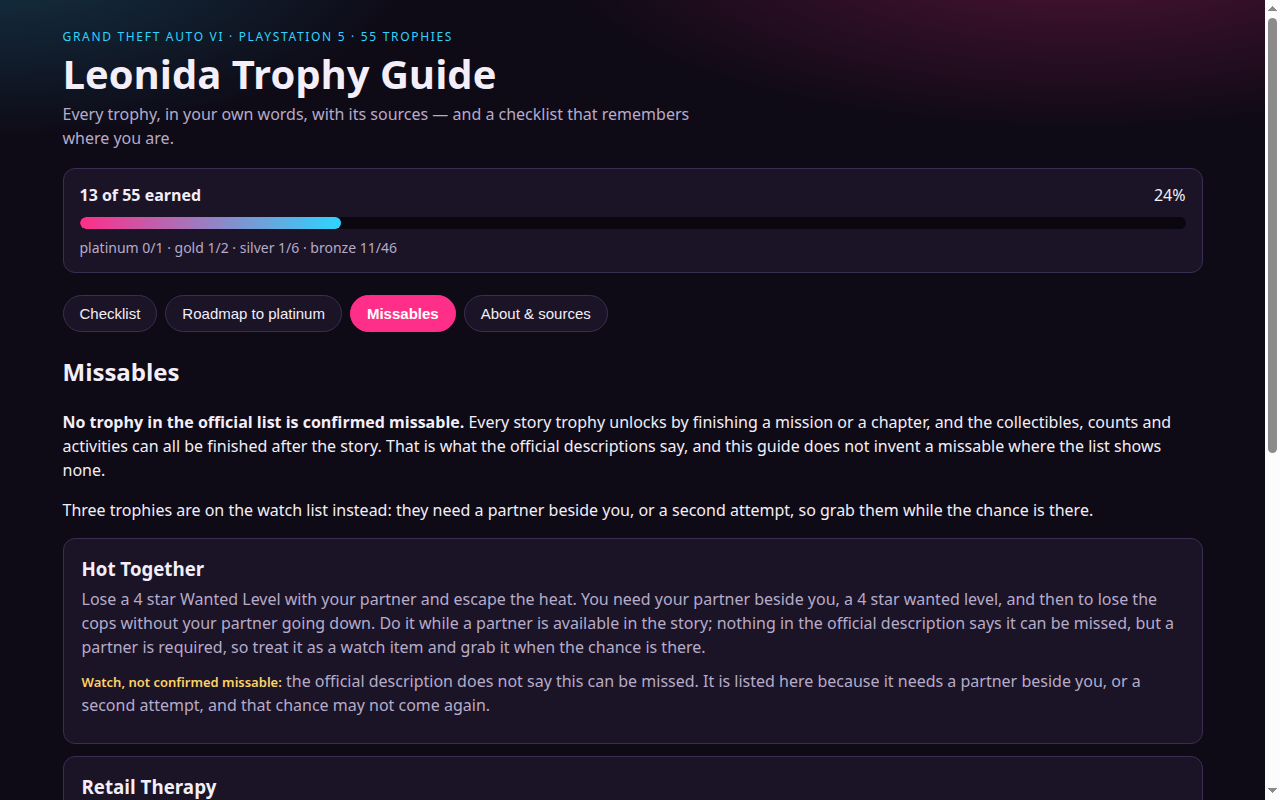 GRAND THEFT AUTO VI · PLAYSTATION 5 · 55 TROPHIES
Leonida Trophy Guide
Every trophy, in your own words, with its sources — and a checklist that remembers
where you are.
13 of 55 earned
24%
platinum 0/1 · gold 1/2 · silver 1/6 · bronze 11/46
Checklist
Roadmap to platinum
Missables
About & sources
Missables
No trophy in the official list is confirmed missable. Every story trophy unlocks by finishing a mission or a chapter, and the collectibles, counts and
activities can all be finished after the story. That is what the official descriptions say, and this guide does not invent a missable where the list shows
none.
Three trophies are on the watch list instead: they need a partner beside you, or a second attempt, so grab them while the chance is there.
Hot Together
Lose a 4 star Wanted Level with your partner and escape the heat. You need your partner beside you, a 4 star wanted level, and then to lose the
cops without your partner going down. Do it while a partner is available in the story; nothing in the official description says it can be missed, but a
partner is required, so treat it as a watch item and grab it when the chance is there.
Watch, not confirmed missable: the official description does not say this can be missed. It is listed here because it needs a partner beside you, or a
second attempt, and that chance may not come again.
Retail Therapy